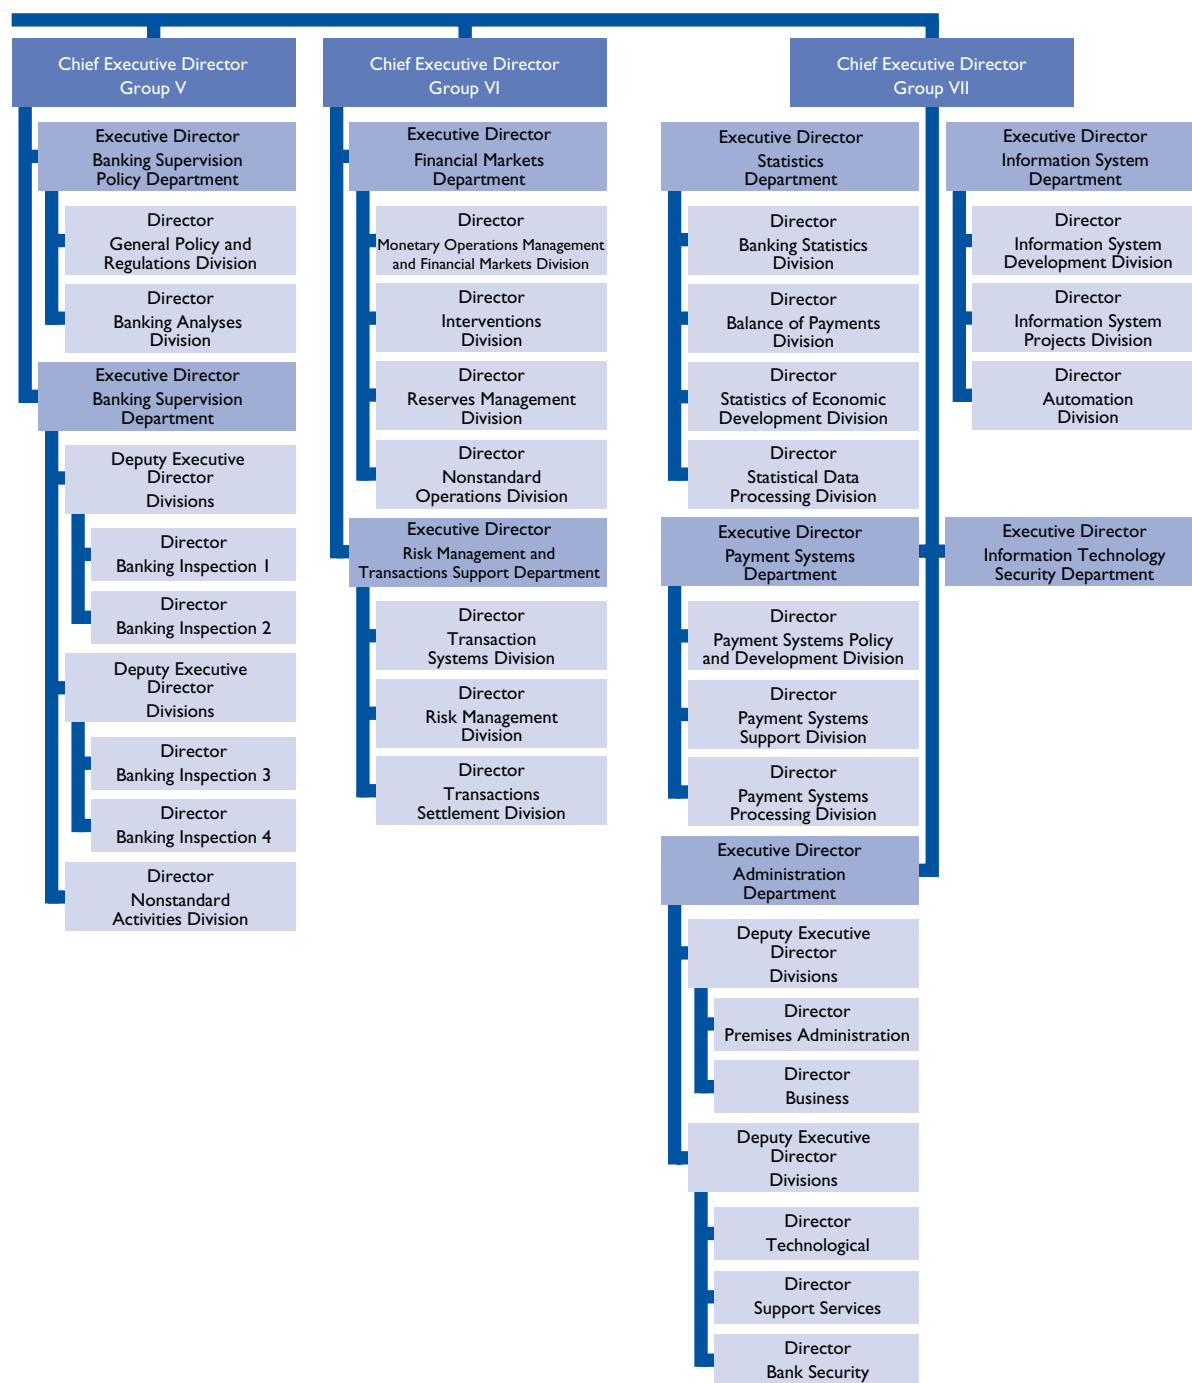 Chief Executive Director
Group V
Executive Director
Banking Supervision
Policy Department
Director
General Policy and
Regulations Division
Director
Banking Analyses
Division
Executive Director
Banking Supervision
Department
Deputy Executive
Director
Divisions
Director
Banking Inspection 1
Director
Banking Inspection 2
Deputy Executive
Director
Divisions
Director
Banking Inspection 3
Director
Banking Inspection 4
Director
Nonstandard
Activities Division
Chief Executive Director
Group VI
Executive Director
Financial Markets
Department
Director
Monetary Operations Management
and Financial Markets Division
Director
Interventions
Division
Director
Reserves Management
Division
Director
Nonstandard
Operations Division
Executive Director
Risk Management and
Transactions Support Department
Director
Transaction
Systems Division
Director
Risk Management
Division
Director
Transactions
Settlement Division
Chief Executive Director
Group VII
Executive Director
Statistics
Department
Director
Banking Statistics
Division
Director
Balance of Payments
Division
Director
Statistics of Economic
Development Division
Director
Statistical Data
Processing Division
Executive Director
Payment Systems
Department
Director
Payment Systems Policy
and Development Division
Director
Payment Systems
Support Division
Director
Payment Systems
Processing Division
Executive Director
Administration
Department
Deputy Executive
Director
Divisions
Director
Premises Administration
Director
Business
Deputy Executive
Director
Divisions
Director
Technological
Director
Support Services
Director
Bank Security
Executive Director
Information System
Department
Director
Information System
Development Division
Director
Information System
Projects Division
Director
Automation
Division
Executive Director
Information Technology
Security Department